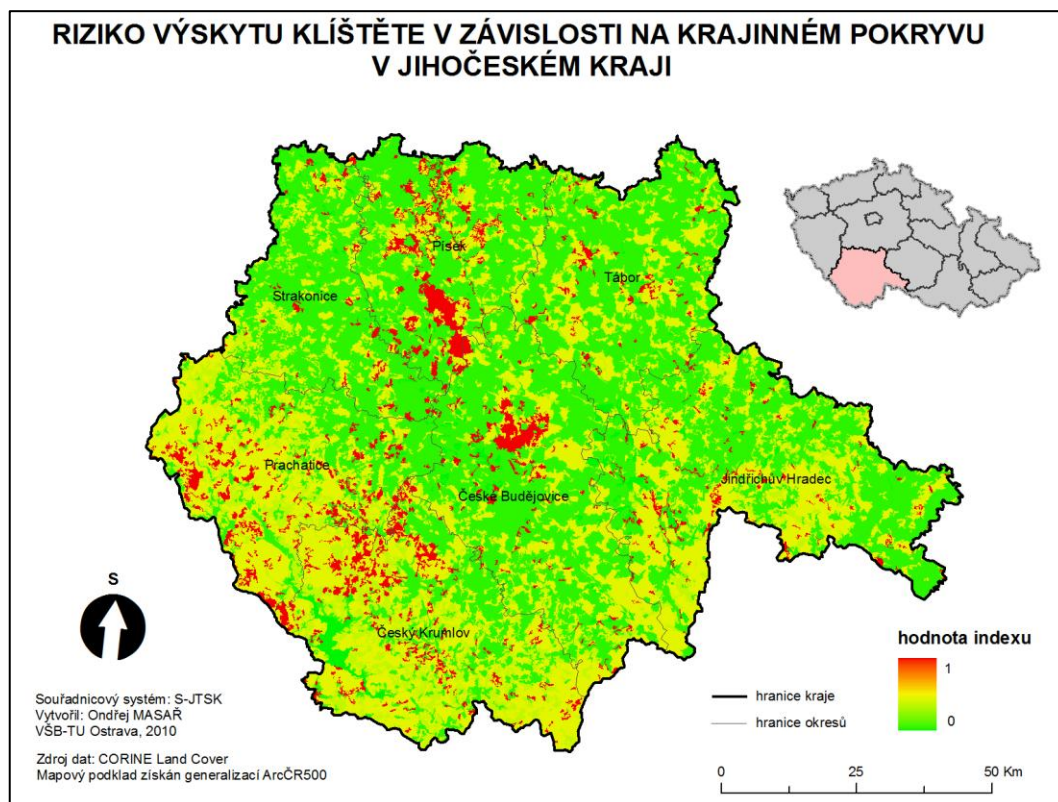 RIZIKO VÝSKYTU KLÍŠTĚTE V ZÁVISLOSTI NA KRAJINNÉM POKRYVU
V JIHOČESKÉM KRAJI
Písek
Tábor
Strakonice
Prachatice
České Budějovice
Jindřichův Hradec
Český Krumlov
S
hodnota indexu
1
0
hranice kraje
hranice okresů
Souřadnicový systém: S-JTSK
Vytvořil: Ondřej MASAŘ
VŠB-TU Ostrava, 2010
Zdroj dat: CORINE Land Cover
Mapový podklad získán generalizací ArcČR500
0 25 50 Km